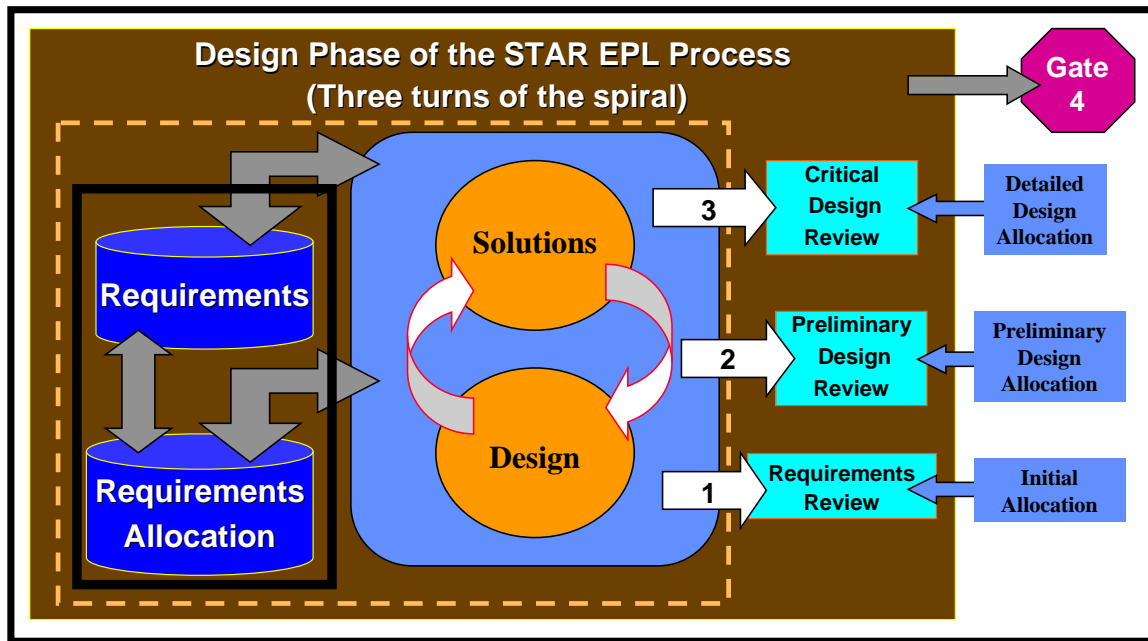 Design Phase of the STAR EPL Process
(Three turns of the spiral)
Gate
4
Requirements
Requirements
Allocation
Solutions
Design
3
Critical
Design
Review
Detailed
Design
Allocation
2
Preliminary
Design
Review
Preliminary
Design
Allocation
1
Requirements
Review
Initial
Allocation